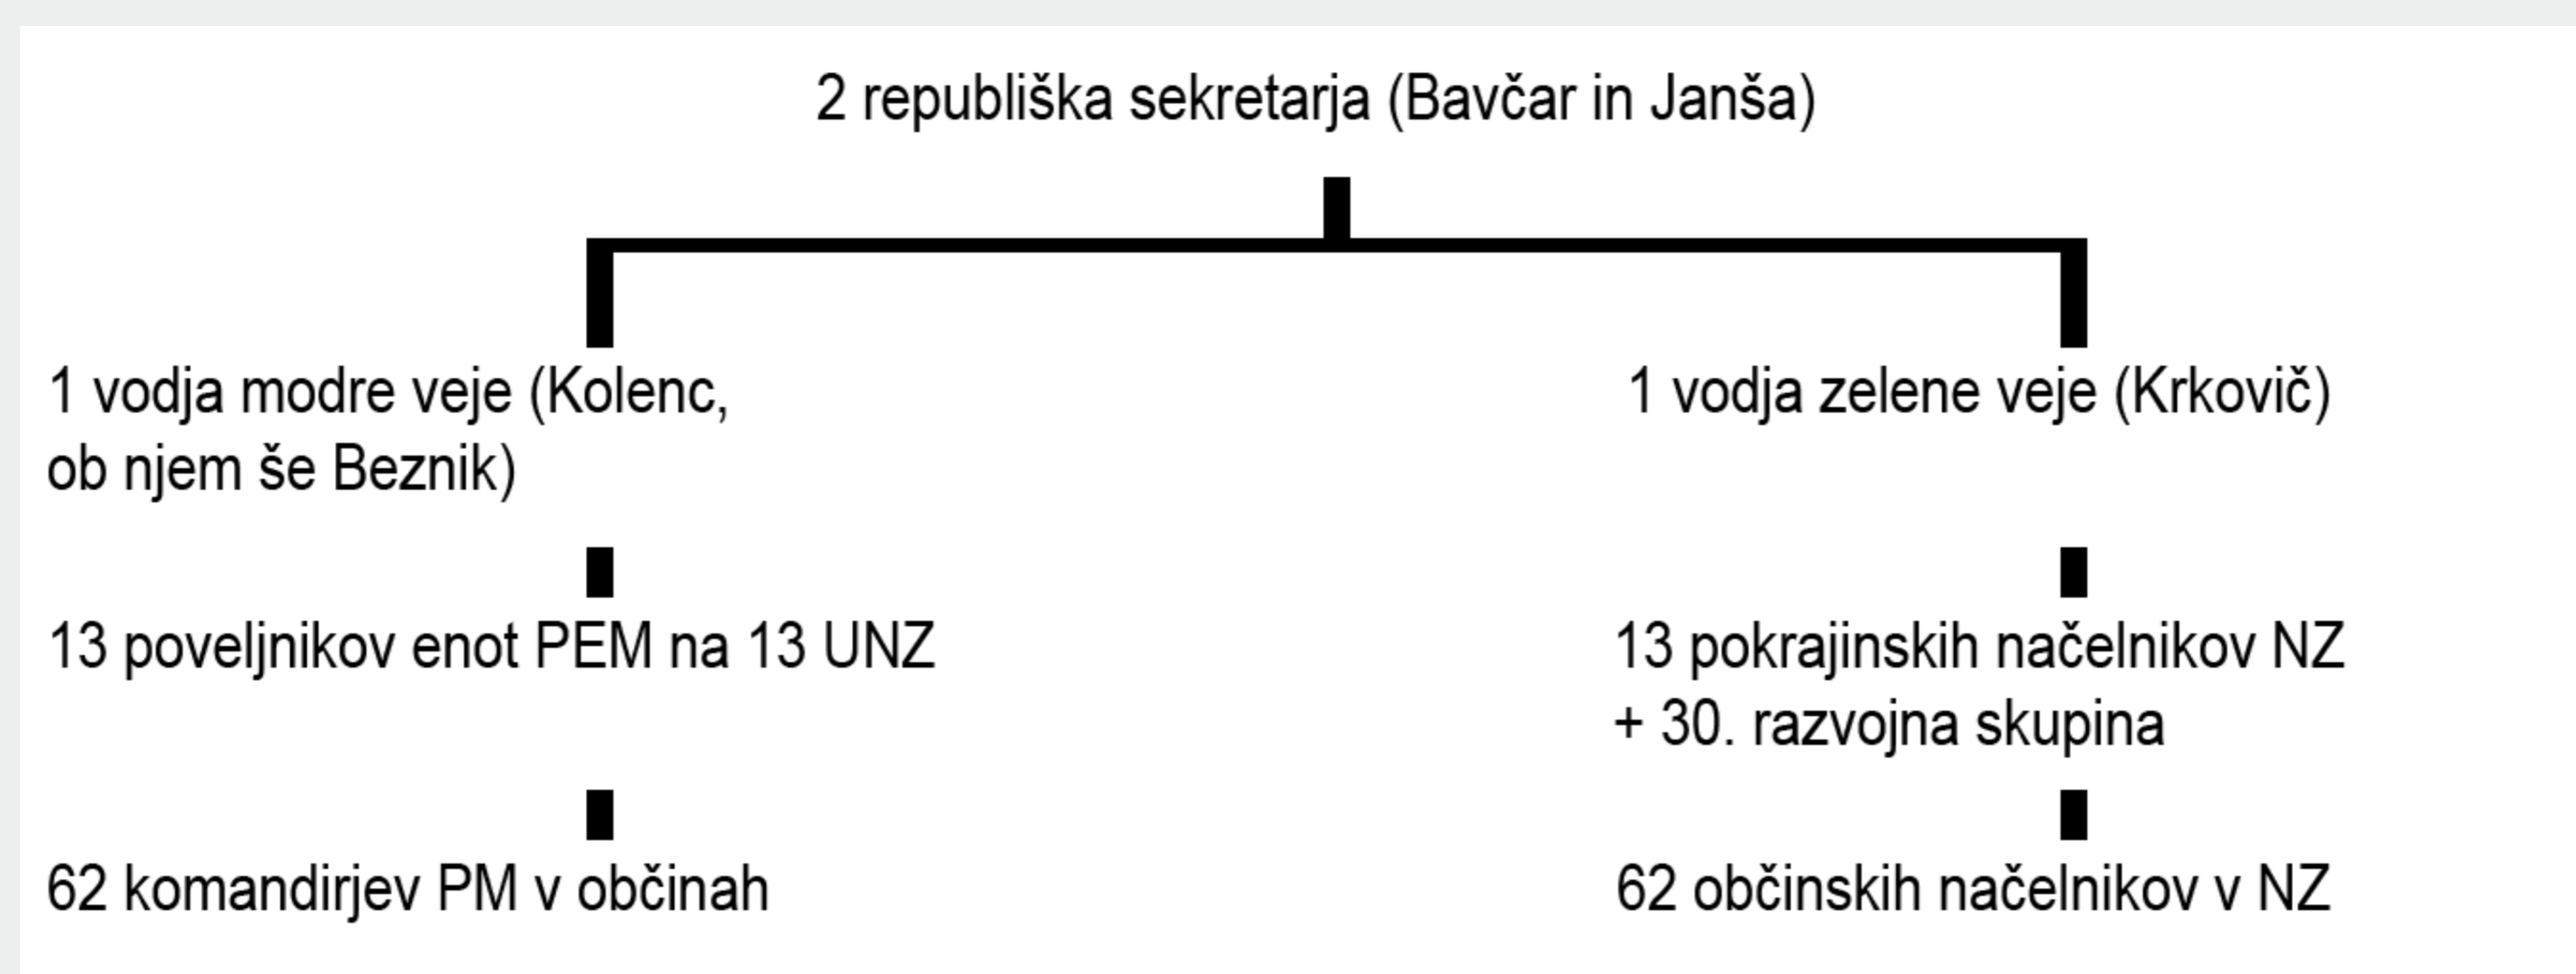 2 republiška sekretarja (Bavčar in Janša)
1 vodja modre veje (Kolenc,
ob njem še Beznik)
1 vodja zelene veje (Krkovič)
13 poveljnikov enot PEM na 13 UNZ
13 pokrajinskih načelnikov NZ
+ 30. razvojna skupina
62 komandirjev PM v občinah
62 občinskih načelnikov v NZ